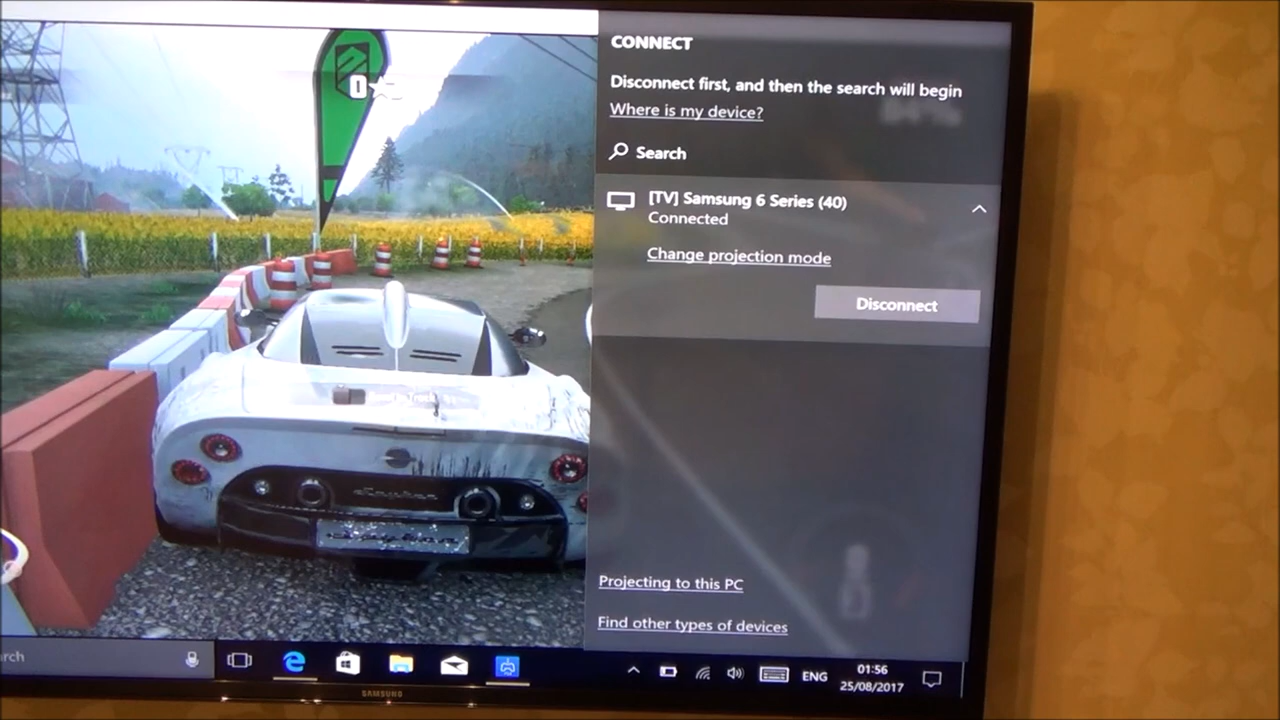 0
CONNECT
Disconnect first, and then the search will begin
Where is my device?
Search
[TV] Samsung 6 Series (40)
Connected
Change projection mode
Disconnect
Projecting to this PC
Find other types of devices
rch
ENG
01:56
25/08/2017
SAMSUNG